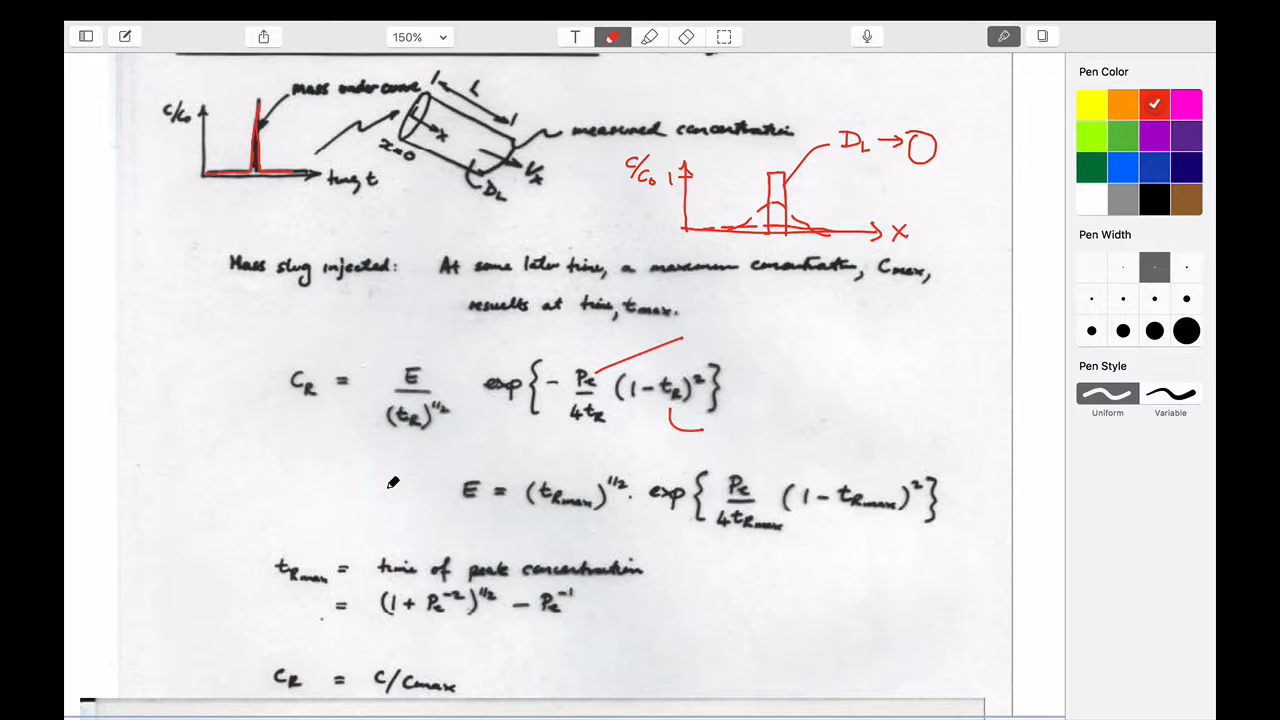 150%
T
Pen Color
Pen Width
Pen Style
Uniform
Variable
C/C₀
mass under curve
L
x
x=0
time, t
measured concentration
Vx
D_L
D_L → 0
C/C₀ 1
X
Mass slug injected: At some later time, a maximum concentration, Cmax,
results at time, tmax.
C_R = E/(t_R)^1/2 exp{- Pe/4t_R (1 - t_R)²}
E = (t_Rmax)^1/2 . exp{Pe/4t_Rmax (1 - t_Rmax)²}
t_Rmax = time of peak concentration
= (1 + Pe^-2)^1/2 - Pe^-1
C_R = C/Cmax